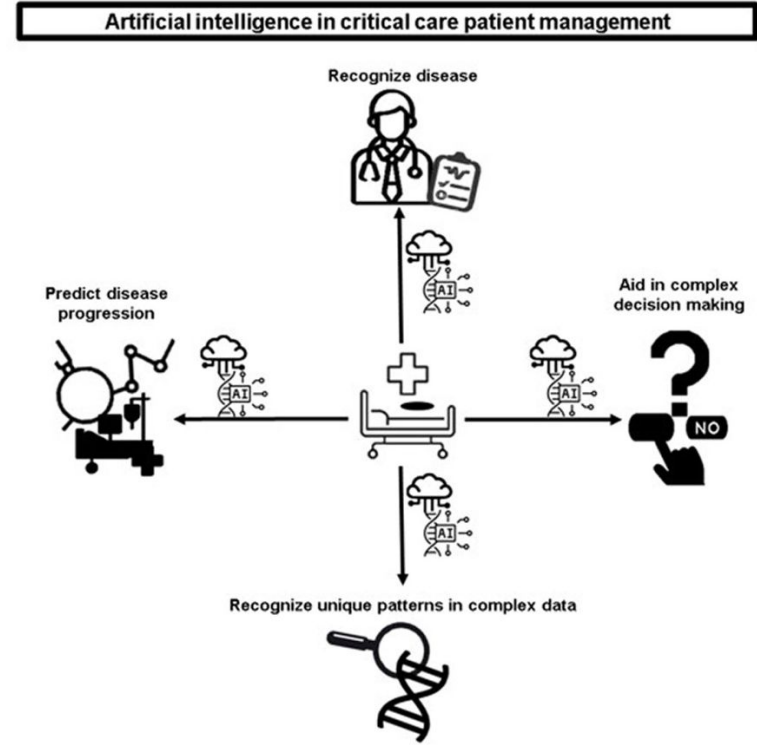 Artificial intelligence in critical care patient management
Recognize disease
AI
Predict disease
progression
AI
Aid in complex
decision making
AI
NO
AI
Recognize unique patterns in complex data